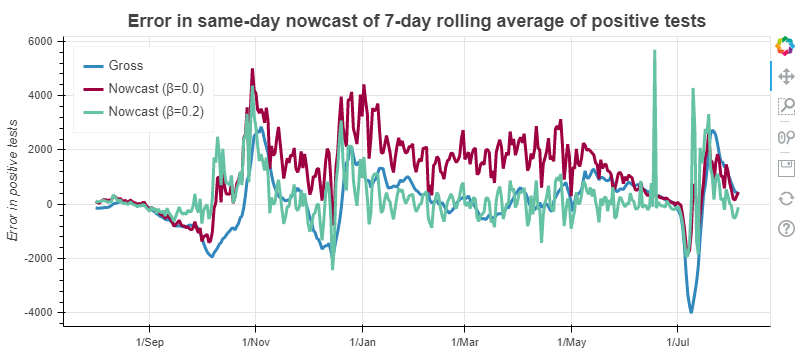 Error in same-day nowcast of 7-day rolling average of positive tests
Gross
Nowcast (β=0.0)
Nowcast (β=0.2)
Error in positive tests
6000
4000
2000
0
-2000
-4000
1/Sep
1/Nov
1/Jan
1/Mar
1/May
1/Jul